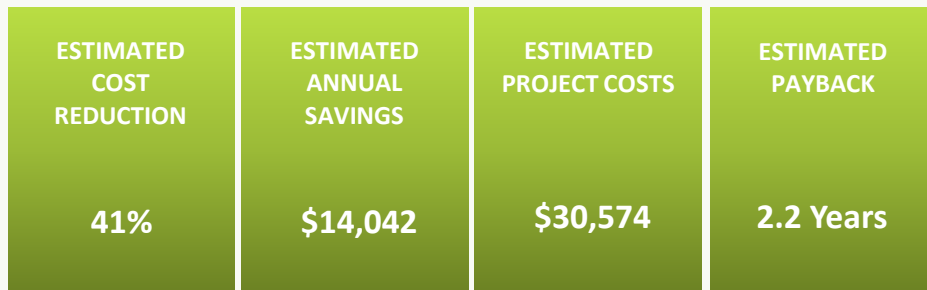 ESTIMATED
COST
REDUCTION
41%
ESTIMATED
ANNUAL
SAVINGS
$14,042
ESTIMATED
PROJECT COSTS
$30,574
ESTIMATED
PAYBACK
2.2 Years